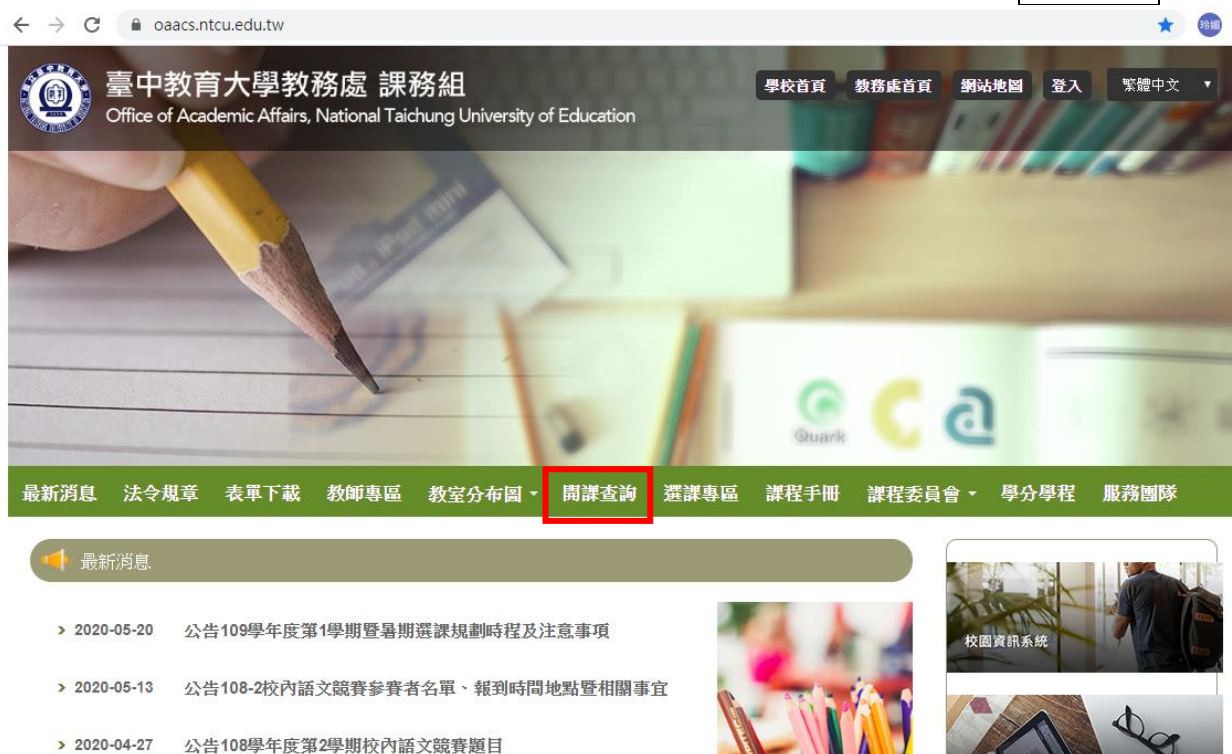 oaacs.ntcu.edu.tw
玲媚
臺中教育大學教務處 課務組
Office of Academic Affairs, National Taichung University of Education
學校首頁 教務處首頁 網站地圖 登入 繁體中文
iPad mini
Quark
最新消息 法令規章 表單下載 教師專區 教室分布圖 開課查詢 選課專區 課程手冊 課程委員會 學分學程 服務團隊
最新消息
2020-05-20 公告109學年度第1學期暨暑期選課規劃時程及注意事項
校園資訊系統
2020-05-13 公告108-2校內語文競賽參賽者名單、報到時間地點暨相關事宜
2020-04-27 公告108學年度第2學期校內語文競賽題目